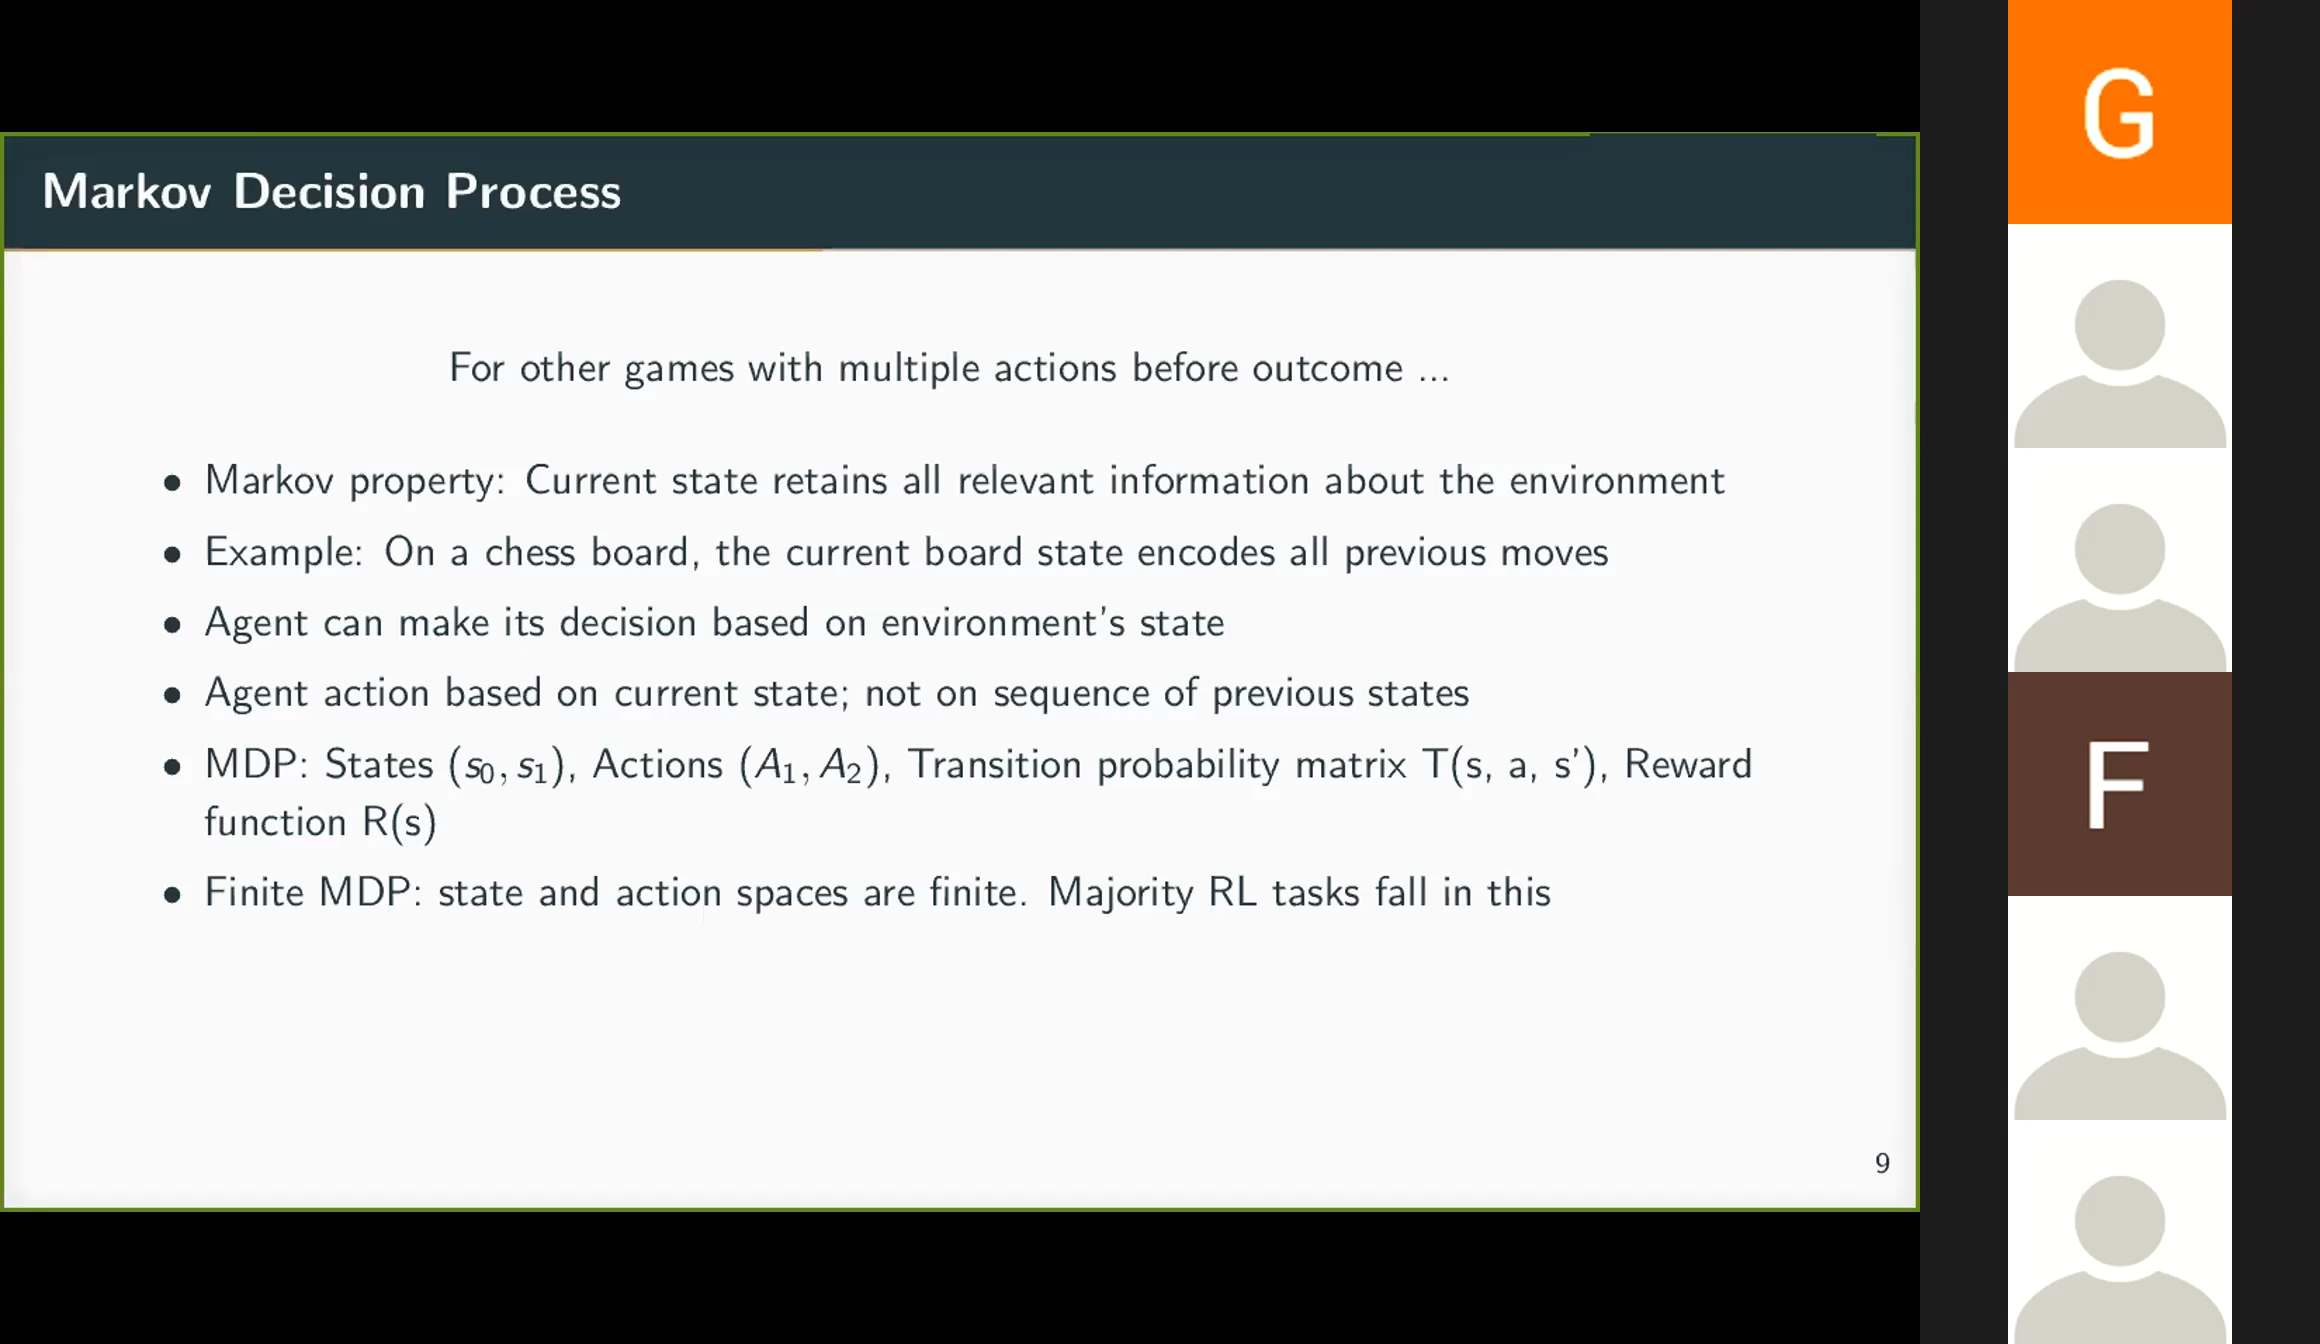 Markov Decision Process
For other games with multiple actions before outcome ...
• Markov property: Current state retains all relevant information about the environment
• Example: On a chess board, the current board state encodes all previous moves
• Agent can make its decision based on environment's state
• Agent action based on current state; not on sequence of previous states
• MDP: States (s₀, s₁), Actions (A₁, A₂), Transition probability matrix T(s, a, s'), Reward
function R(s)
• Finite MDP: state and action spaces are finite. Majority RL tasks fall in this
9
G
F